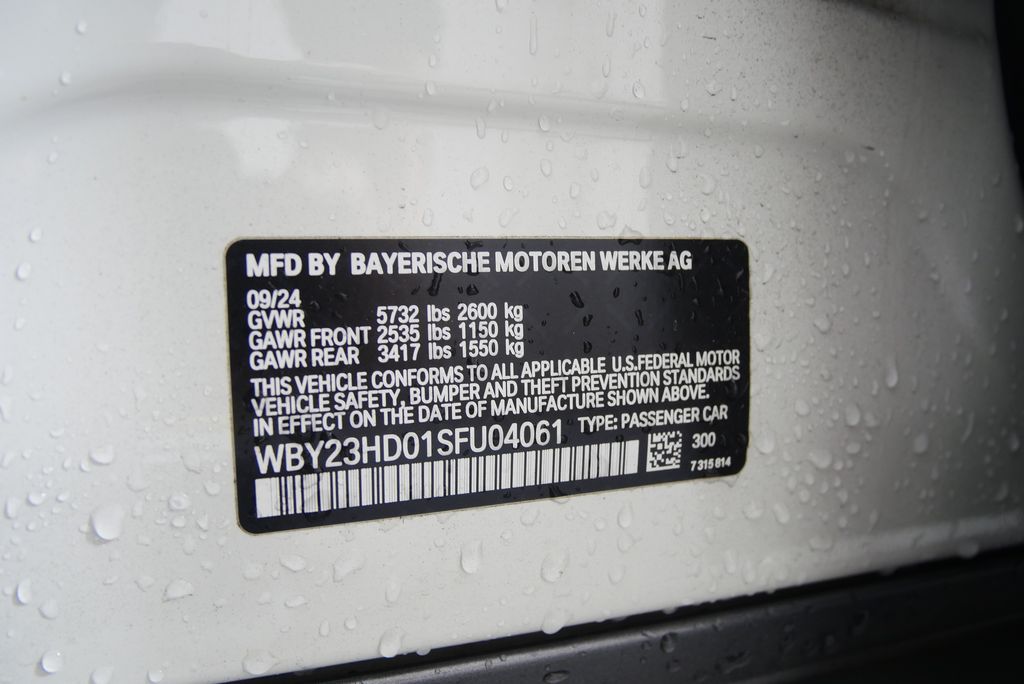 MFD BY BAYERISCHE MOTOREN WERKE AG
09/24
GVWR 5732 lbs 2600 kg
GAWR FRONT 2535 lbs 1150 kg
GAWR REAR 3417 lbs 1550 kg
THIS VEHICLE CONFORMS TO ALL APPLICABLE U.S.FEDERAL MOTOR
VEHICLE SAFETY, BUMPER AND THEFT PREVENTION STANDARDS
IN EFFECT ON THE DATE OF MANUFACTURE SHOWN ABOVE.
WBY23HD01SFU04061 TYPE: PASSENGER CAR
300
7 315 814